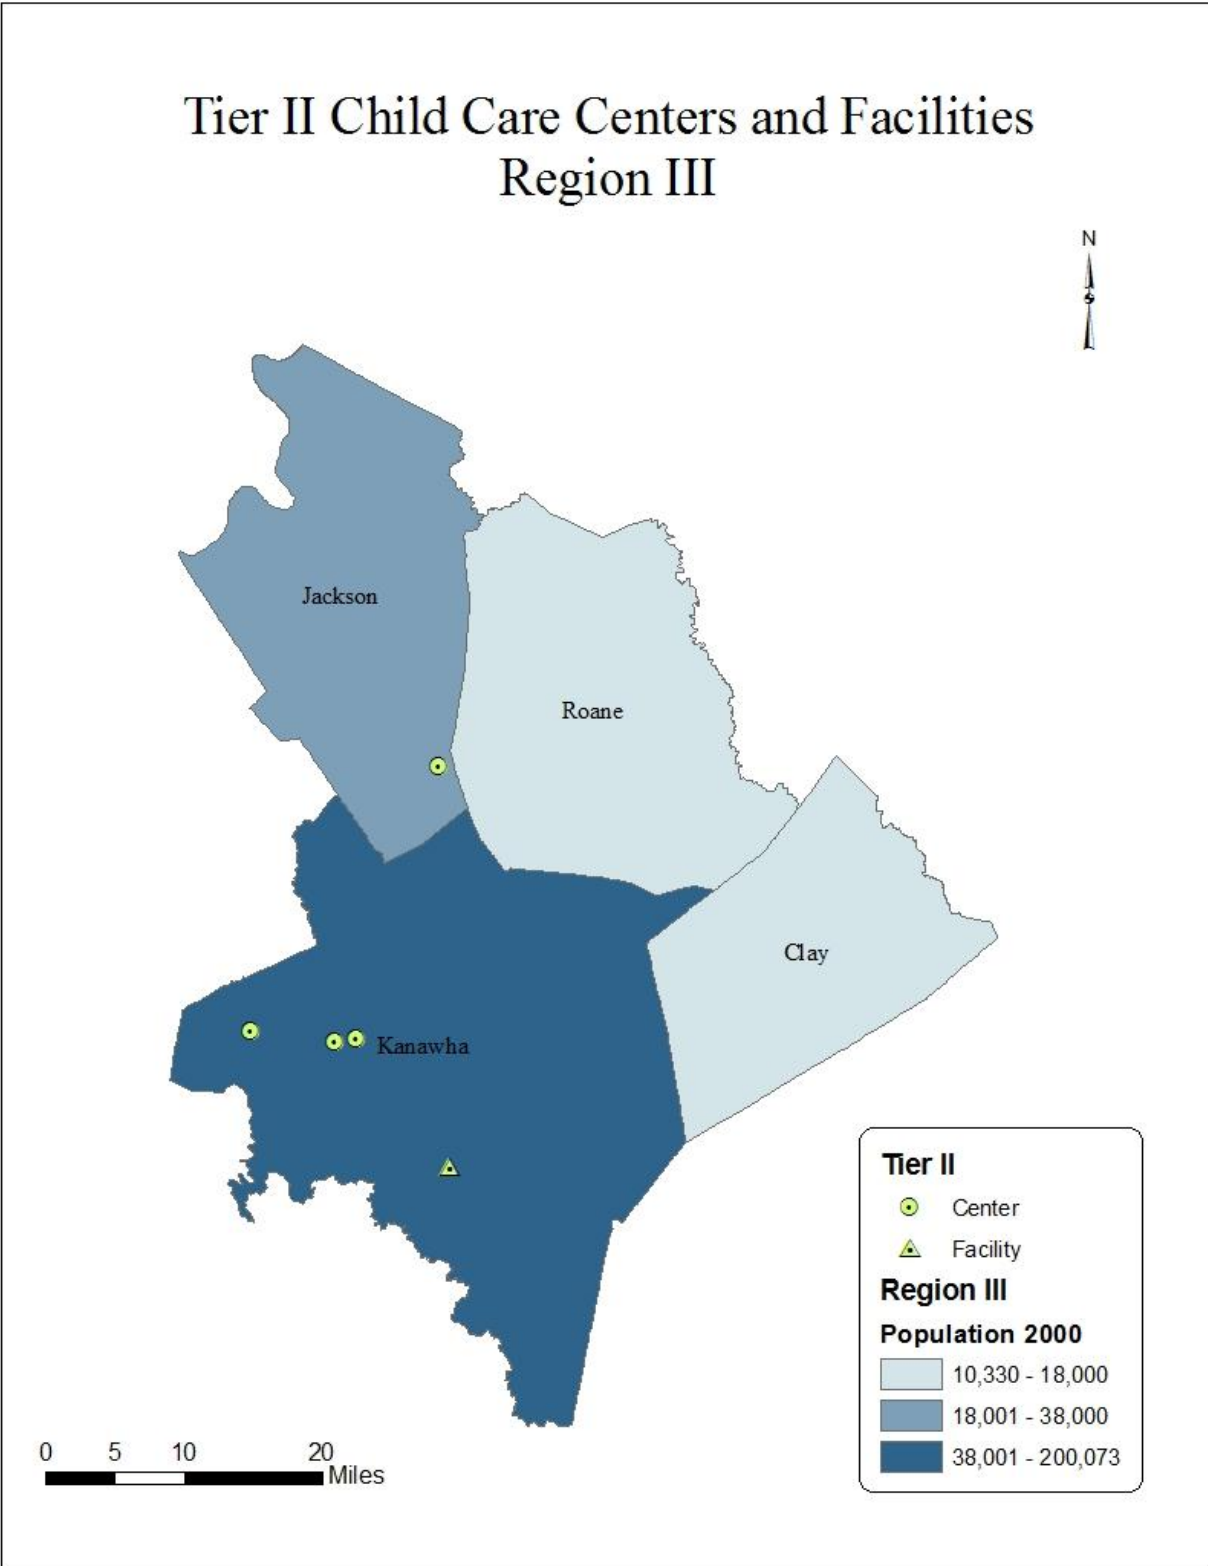 Tier II Child Care Centers and Facilities
Region III
N
Jackson
Roane
Clay
Kanawha
Tier II
Center
Facility
Region III
Population 2000
10,330 - 18,000
18,001 - 38,000
38,001 - 200,073
0 5 10 20
Miles